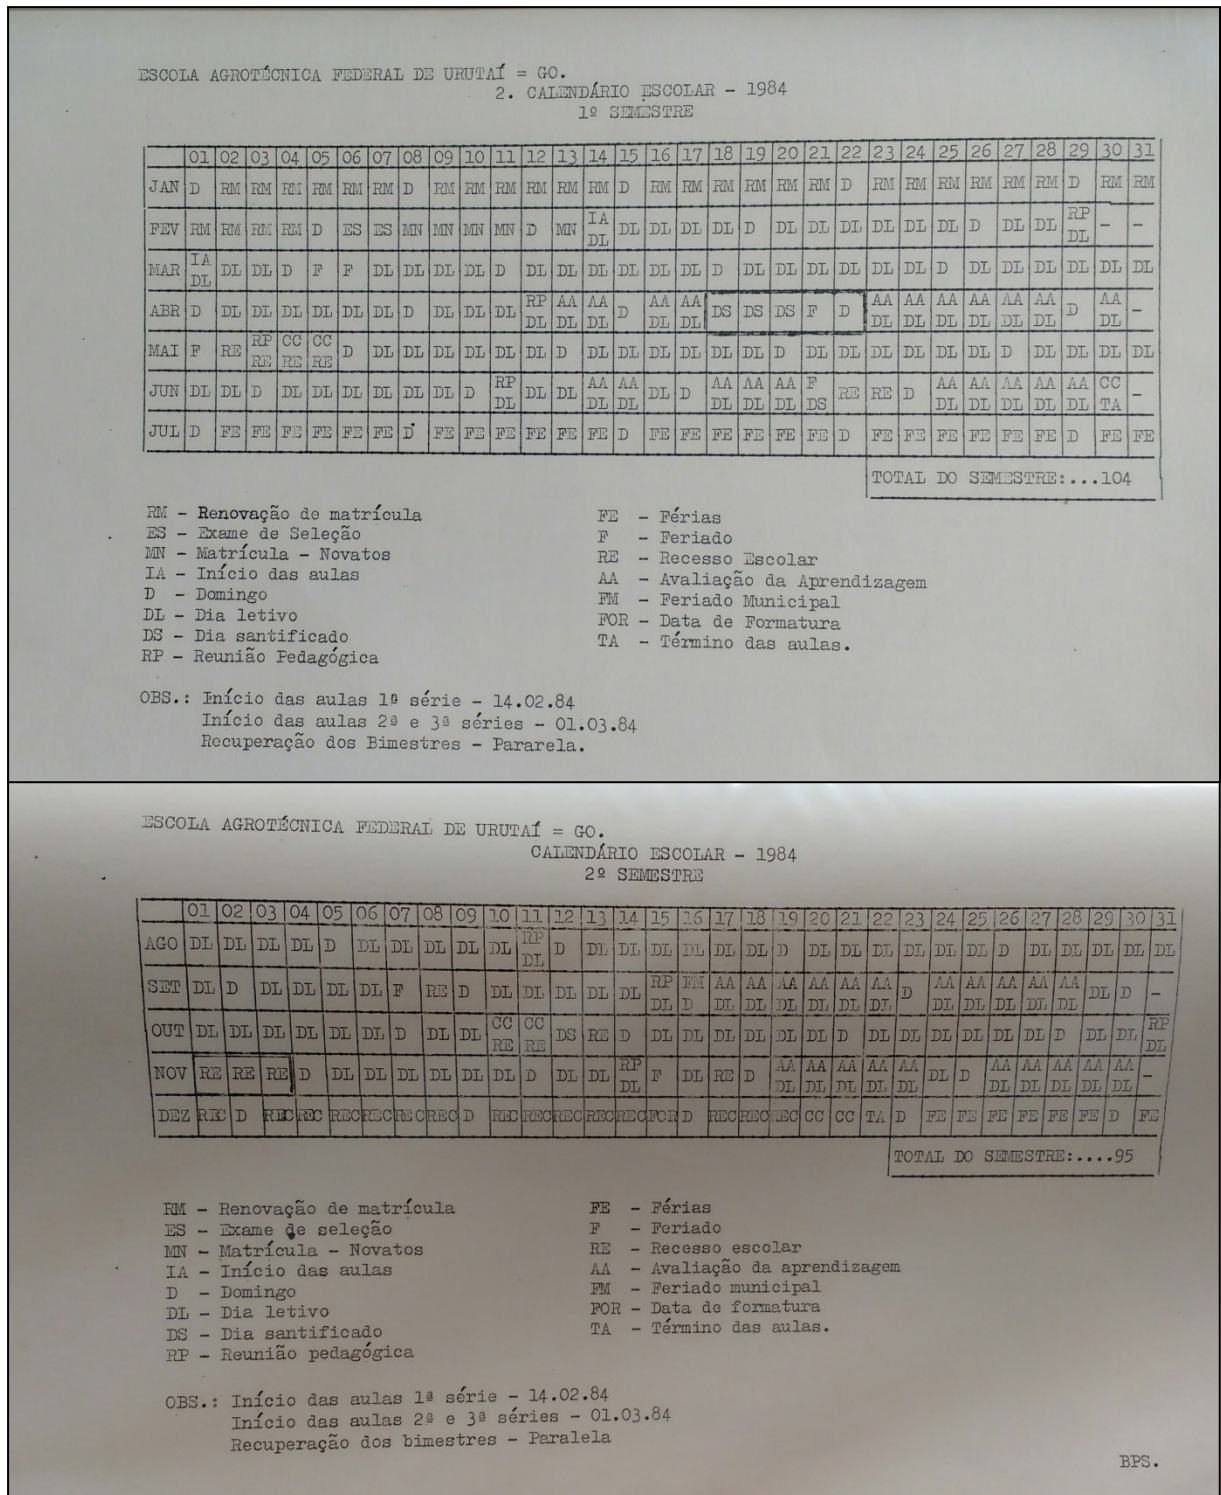 ESCOLA AGROTÉCNICA FEDERAL DE URUTAÍ = GO.
2. CALENDÁRIO ESCOLAR - 1984
1º SEMESTRE
01 02 03 04 05 06 07 08 09 10 11 12 13 14 15 16 17 18 19 20 21 22 23 24 25 26 27 28 29 30 31
JAN D RM RM RM RM RM RM D RM RM RM RM RM RM D RM RM RM RM RM RM D RM RM RM RM RM RM D RM RM
FEV RM RM RM RM D ES ES MN MN MN MN D MN IA DL DL DL DL DL D DL DL DL DL DL DL D DL DL RP DL - -
MAR IA DL DL DL D F F DL DL DL DL D DL DL DL DL DL DL D DL DL DL DL DL DL D DL DL DL DL DL DL
ABR D DL DL DL DL DL DL D DL DL DL RP DL AA DL AA DL D AA DL AA DL DS DS DS F D AA DL AA DL AA DL AA DL AA DL AA DL D AA DL -
MAI F RE RP RE CC RE CC RE D DL DL DL DL DL DL D DL DL DL DL DL DL D DL DL DL DL DL DL D DL DL DL DL
JUN DL DL D DL DL DL DL DL DL D RP DL DL DL AA DL AA DL DL D AA DL AA DL AA DL F DS RE RE D AA DL AA DL AA DL AA DL AA DL CC TA -
JUL D FE FE FE FE FE FE D FE FE FE FE FE FE D FE FE FE FE FE FE D FE FE FE FE FE FE D FE FE
TOTAL DO SEMESTRE:...104
RM - Renovação de matrícula
ES - Exame de Seleção
MN - Matrícula - Novatos
IA - Início das aulas
D - Domingo
DL - Dia letivo
DS - Dia santificado
RP - Reunião Pedagógica
FE - Férias
F - Feriado
RE - Recesso Escolar
AA - Avaliação da Aprendizagem
FM - Feriado Municipal
FOR - Data de Formatura
TA - Término das aulas.
OBS.: Início das aulas 1ª série - 14.02.84
Início das aulas 2ª e 3ª séries - 01.03.84
Recuperação dos Bimestres - Pararela.
ESCOLA AGROTÉCNICA FEDERAL DE URUTAÍ = GO.
CALENDÁRIO ESCOLAR - 1984
2º SEMESTRE
01 02 03 04 05 06 07 08 09 10 11 12 13 14 15 16 17 18 19 20 21 22 23 24 25 26 27 28 29 30 31
AGO DL DL DL DL D DL DL DL DL DL RP DL D DL DL DL DL DL DL D DL DL DL DL DL DL D DL DL DL DL DL
SET DL D DL DL DL DL F RE D DL DL DL DL DL RP DL FM D AA DL AA DL AA DL AA DL AA DL AA DL D AA DL AA DL AA DL AA DL AA DL DL D -
OUT DL DL DL DL DL DL D DL DL CC RE CC RE DS RE D DL DL DL DL DL DL D DL DL DL DL DL DL D DL DL RP DL
NOV RE RE RE D DL DL DL DL DL DL D DL DL RP DL F DL RE D AA DL AA DL AA DL AA DL AA DL DL D AA DL AA DL AA DL AA DL AA DL -
DEZ REC D REC REC REC REC REC REC D REC REC REC REC REC FOR D REC REC REC CC CC TA D FE FE FE FE FE FE D FE
TOTAL DO SEMESTRE:....95
RM - Renovação de matrícula
ES - Exame de seleção
MN - Matrícula - Novatos
IA - Início das aulas
D - Domingo
DL - Dia letivo
DS - Dia santificado
RP - Reunião pedagógica
FE - Férias
F - Feriado
RE - Recesso escolar
AA - Avaliação da aprendizagem
FM - Feriado municipal
FOR - Data de formatura
TA - Término das aulas.
OBS.: Início das aulas 1ª série - 14.02.84
Início das aulas 2ª e 3ª séries - 01.03.84
Recuperação dos bimestres - Paralela
BPS.